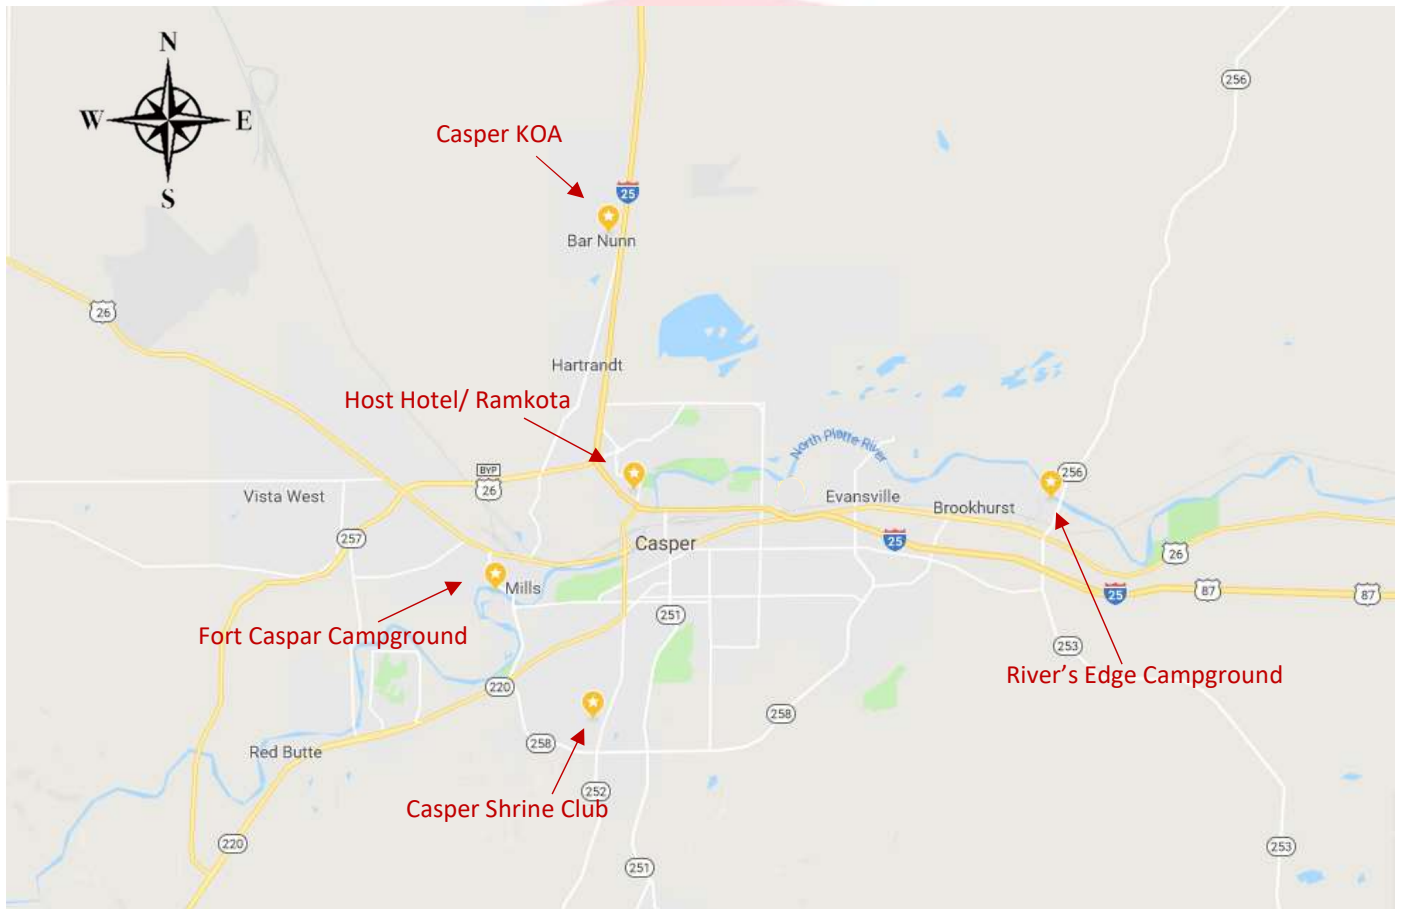 N
W
E
S
256
Casper KOA
25
Bar Nunn
26
Hartrandt
Host Hotel/ Ramkota
North Platte River
BYP
26
256
Vista West
Evansville
Brookhurst
257
Casper
25
26
Mills
25
87
87
251
Fort Caspar Campground
253
River's Edge Campground
220
258
258
Red Butte
252
Casper Shrine Club
220
253
251